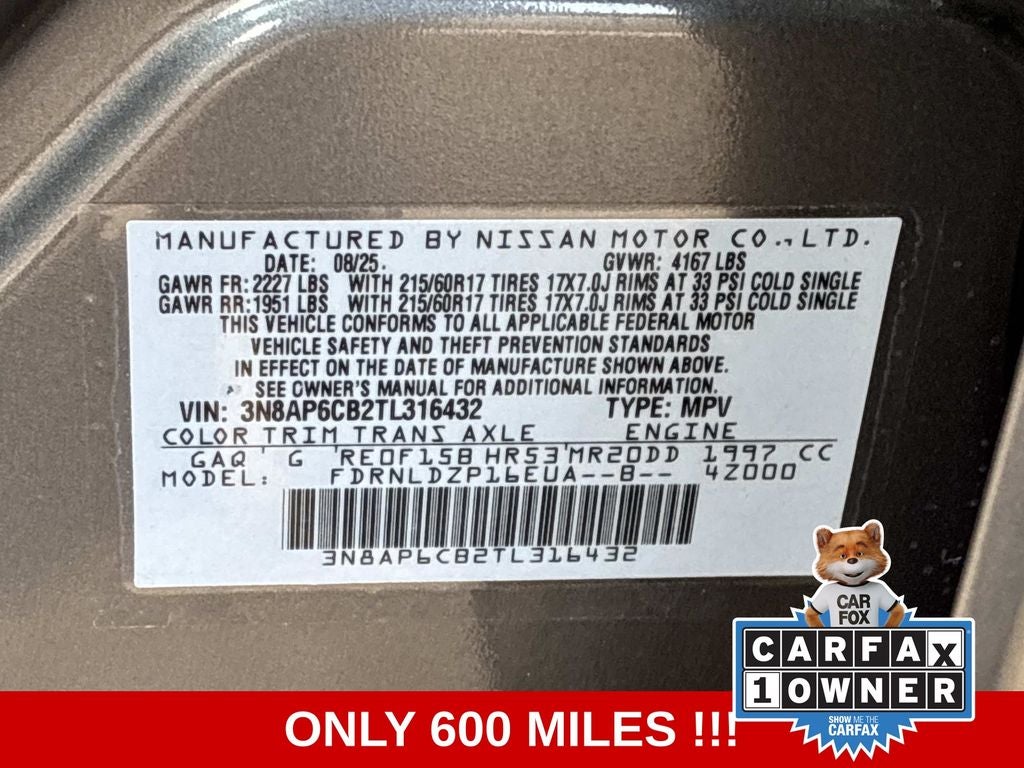 MANUFACTURED BY NISSAN MOTOR CO., LTD.
DATE: 08/25. GVWR: 4167 LBS
GAWR FR: 2227 LBS WITH 215/60R17 TIRES 17X7.0J RIMS AT 33 PSI COLD SINGLE
GAWR RR: 1951 LBS WITH 215/60R17 TIRES 17X7.0J RIMS AT 33 PSI COLD SINGLE
THIS VEHICLE CONFORMS TO ALL APPLICABLE FEDERAL MOTOR
VEHICLE SAFETY AND THEFT PREVENTION STANDARDS
IN EFFECT ON THE DATE OF MANUFACTURE SHOWN ABOVE.
SEE OWNER'S MANUAL FOR ADDITIONAL INFORMATION.
VIN: 3N8AP6CB2TL316432 TYPE: MPV
COLOR TRIM TRANS AXLE ENGINE
GAQ ' G 'RE0F15B HR53'MR20DD 1997 CC
MODEL: FDRNLDZP16EUA--B-- 4Z000
3N8AP6CB2TL316432
CAR
FOX
CARFAX
1 OWNER
SHOW ME THE
CARFAX
ONLY 600 MILES !!!